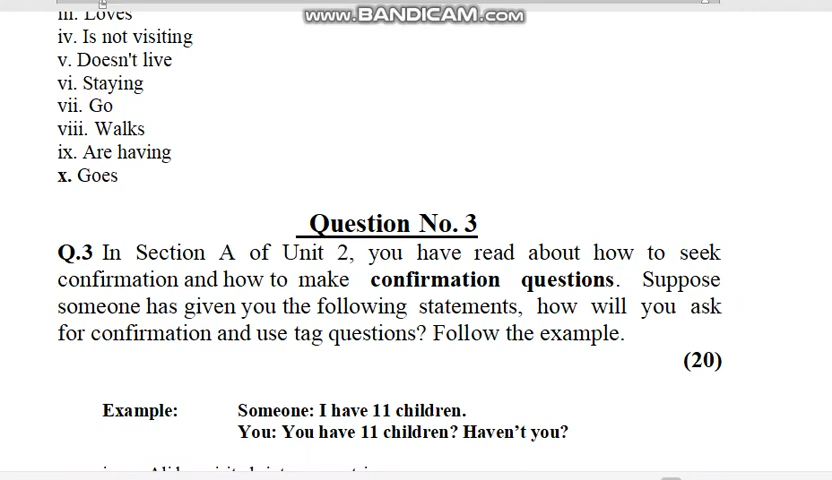 www.BANDICAM.com
iii. Loves
iv. Is not visiting
v. Doesn't live
vi. Staying
vii. Go
viii. Walks
ix. Are having
x. Goes
Question No. 3
Q.3 In Section A of Unit 2, you have read about how to seek
confirmation and how to make confirmation questions. Suppose
someone has given you the following statements, how will you ask
for confirmation and use tag questions? Follow the example.
(20)
Example: Someone: I have 11 children.
You: You have 11 children? Haven't you?